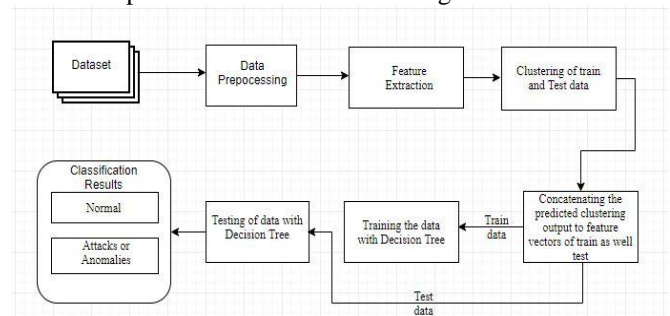 Dataset
Data
Prepocessing
Feature
Extraction
Clustering of train
and Test data
Concatenating the
predicted clustering
output to feature
vectors of train as well
test
Train
data
Training the data
with Decision Tree
Test
data
Testing of data with
Decision Tree
Classification
Results
Normal
Attacks or
Anomalies